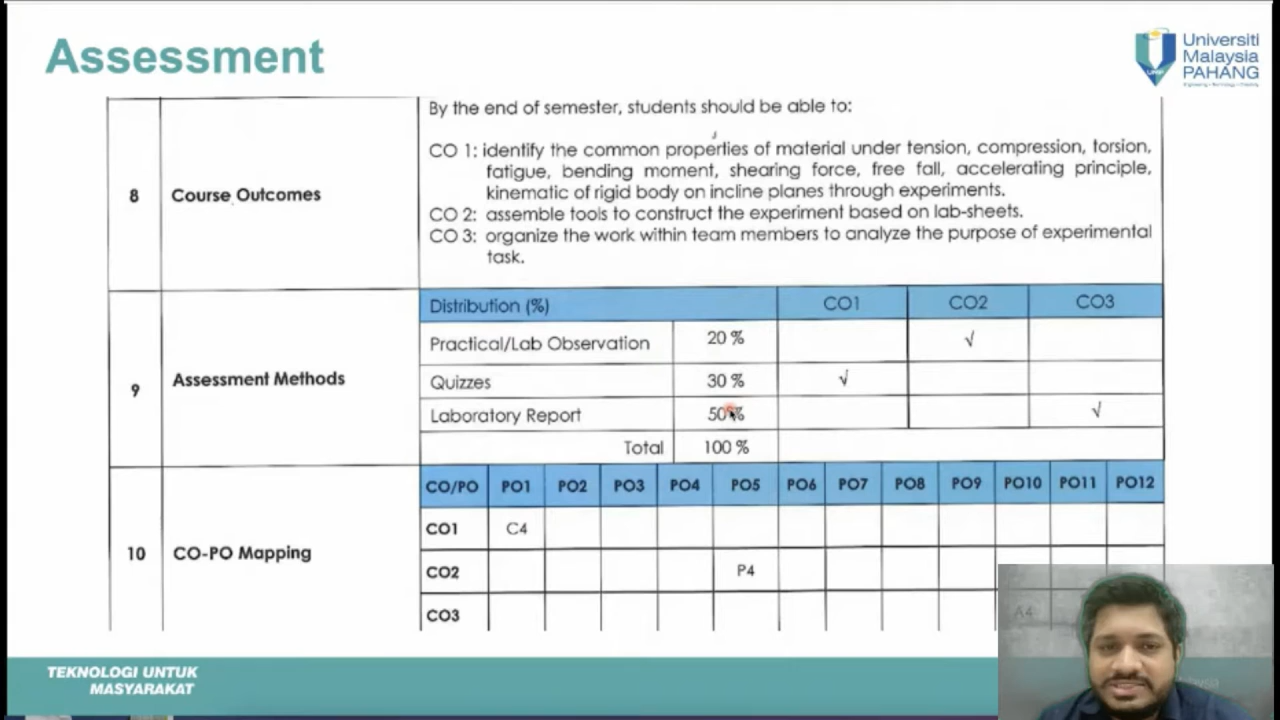 Assessment
Universiti
Malaysia
PAHANG
By the end of semester, students should be able to:
CO 1: identify the common properties of material under tension, compression, torsion,
fatigue, bending moment, shearing force, free fall, accelerating principle,
kinematic of rigid body on incline planes through experiments.
CO 2: assemble tools to construct the experiment based on lab-sheets.
CO 3: organize the work within team members to analyze the purpose of experimental
task.
8 Course Outcomes
Distribution (%) CO1 CO2 CO3
Practical/Lab Observation 20 % √
9 Assessment Methods
Quizzes 30 % √
Laboratory Report 50 % √
Total 100 %
CO/PO PO1 PO2 PO3 PO4 PO5 PO6 PO7 PO8 PO9 PO10 PO11 PO12
CO1 C4
10 CO-PO Mapping
CO2 P4
CO3 A4
TEKNOLOGI UNTUK
MASYARAKAT